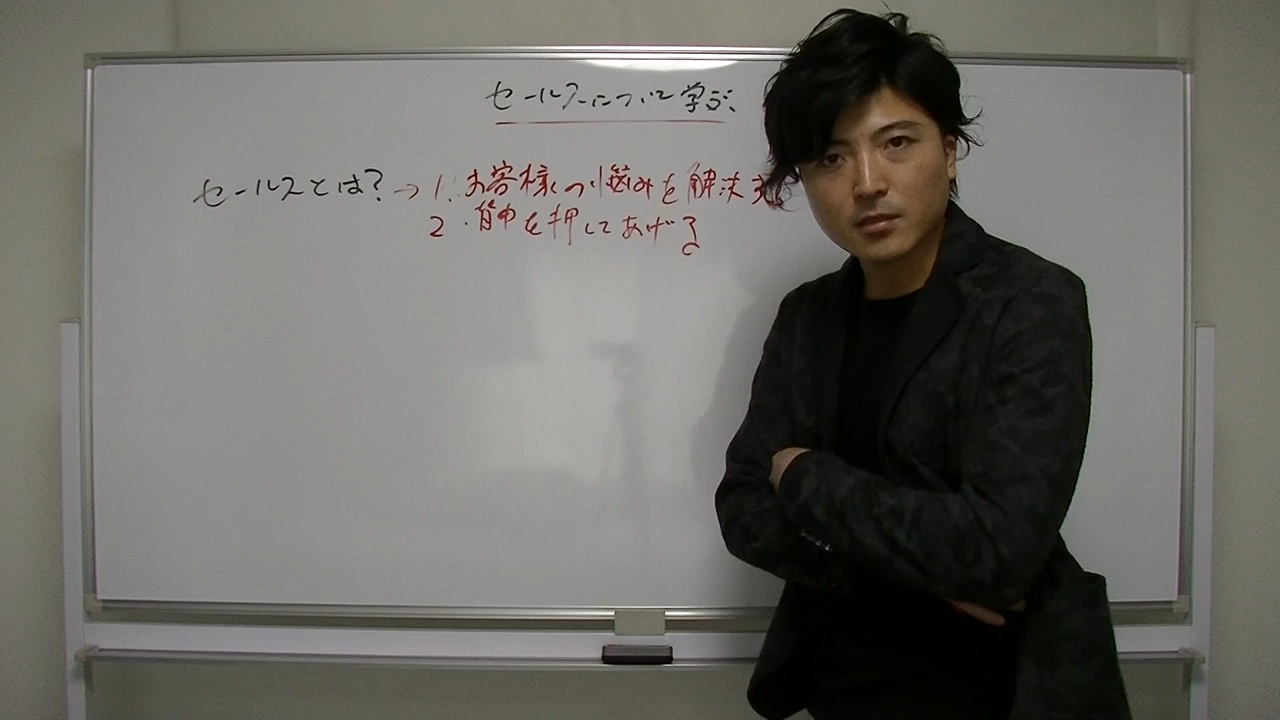 セールスについて学ぶ、
セールスとは?→1.お客様の悩みを解決す
2.背中を押してあげる。